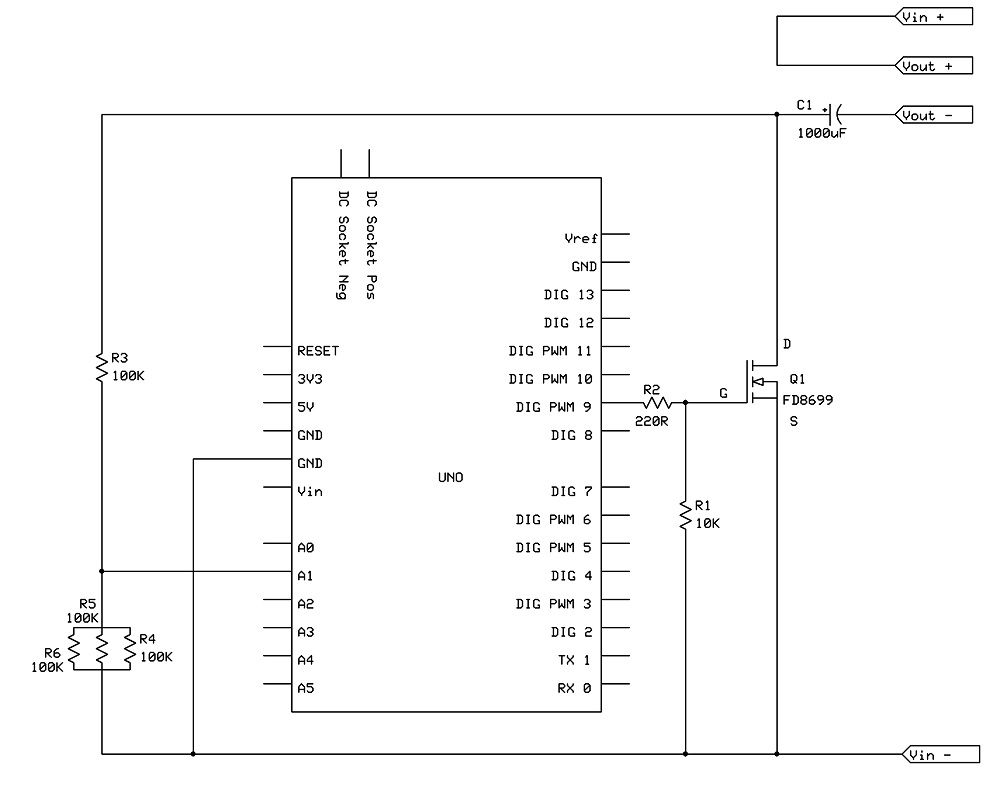 Vin +
Vout +
C1
+
1000uF
Vout -
DC Socket Neg
DC Socket Pos
Vref
GND
DIG 13
DIG 12
RESET
DIG PWM 11
3V3
DIG PWM 10
5V
DIG PWM 9
GND
DIG 8
GND
Vin
DIG 7
DIG PWM 6
A0
DIG PWM 5
A1
DIG 4
A2
DIG PWM 3
A3
DIG 2
A4
TX 1
A5
RX 0
UNO
R3
100K
R5
100K
R6
100K
R4
100K
R2
220R
R1
10K
G
D
Q1
FD8699
S
Vin -